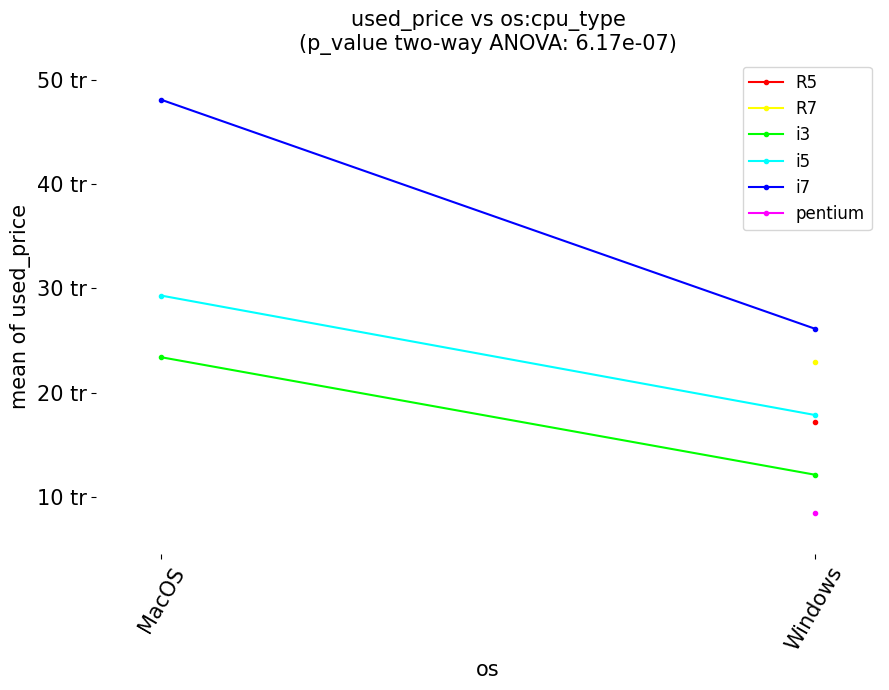 used_price vs os:cpu_type
(p_value two-way ANOVA: 6.17e-07)
50 tr
40 tr
30 tr
20 tr
10 tr
mean of used_price
R5
R7
i3
i5
i7
pentium
MacOS
Windows
os